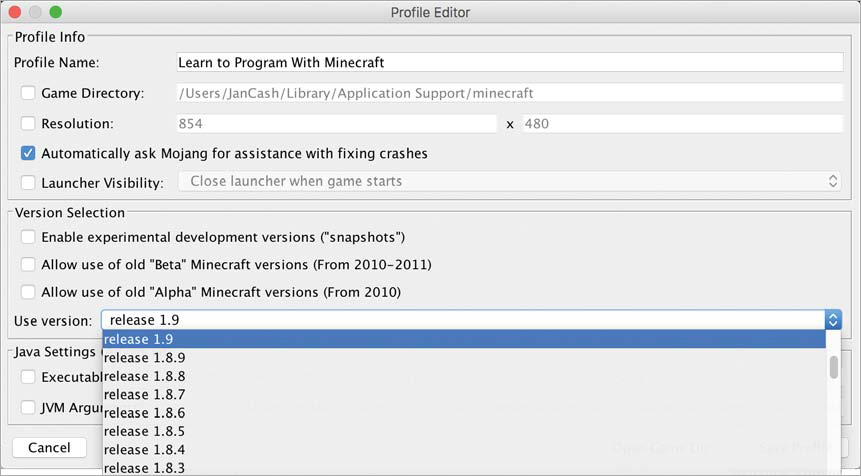 Profile Editor
Profile Info
Profile Name: Learn to Program With Minecraft
Game Directory: /Users/JanCash/Library/Application Support/minecraft
Resolution: 854 x 480
Automatically ask Mojang for assistance with fixing crashes
Launcher Visibility: Close launcher when game starts
Version Selection
Enable experimental development versions ("snapshots")
Allow use of old "Beta" Minecraft versions (From 2010-2011)
Allow use of old "Alpha" Minecraft versions (From 2010)
Use version: release 1.9
release 1.9
Java Settings (
release 1.8.9
Executabl
release 1.8.8
release 1.8.7
JVM Argu
release 1.8.6
release 1.8.5
Cancel
release 1.8.4
Open Game Dir
Save Profile
release 1.8.3